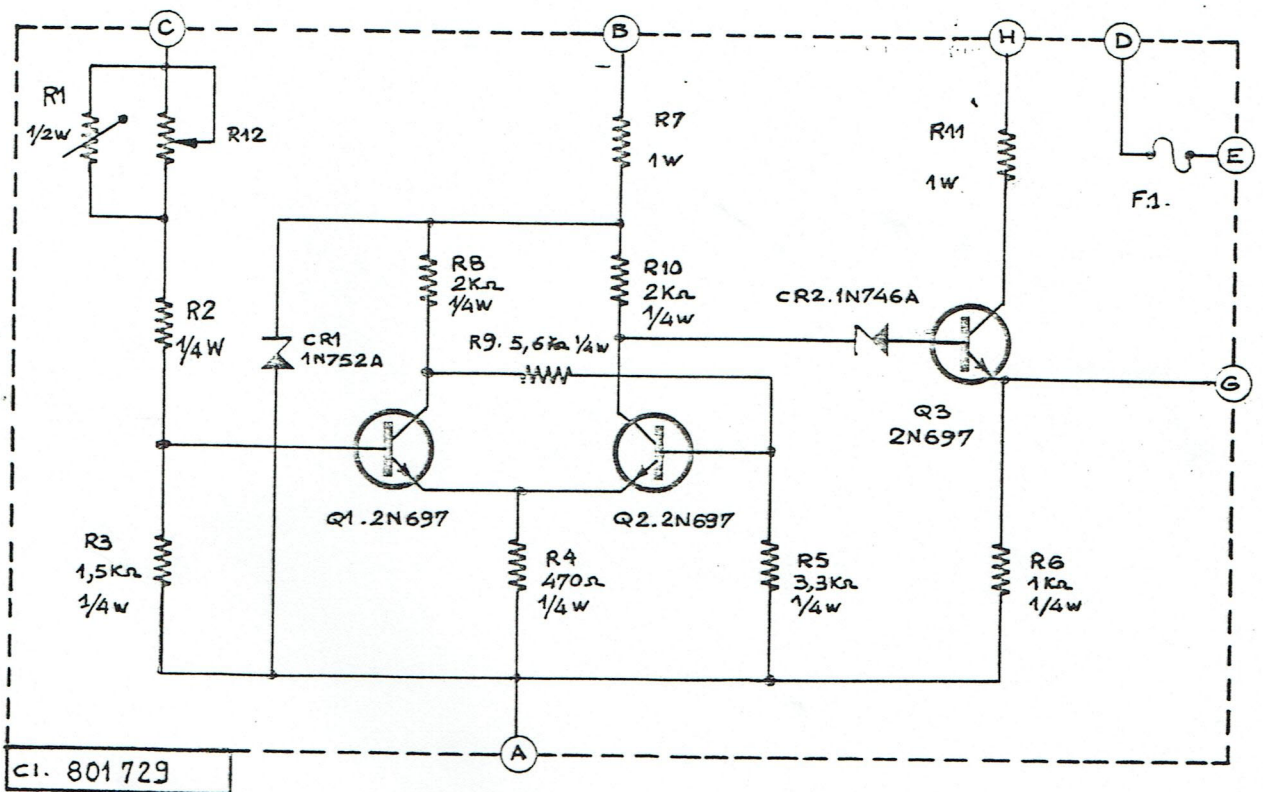 C
B
H
D
R1
1/2W
R12
R7
1W
R11
1W
E
F.1.
R8
2KΩ
1/4W
R10
2KΩ
1/4W
CR2.1N746A
R2
1/4W
CR1
1N752A
R9. 5,6KΩ 1/4W
G
Q3
2N697
Q1.2N697
Q2.2N697
R3
1,5KΩ
1/4W
R4
470Ω
1/4W
R5
3,3KΩ
1/4W
R6
1KΩ
1/4W
A
CI. 801729